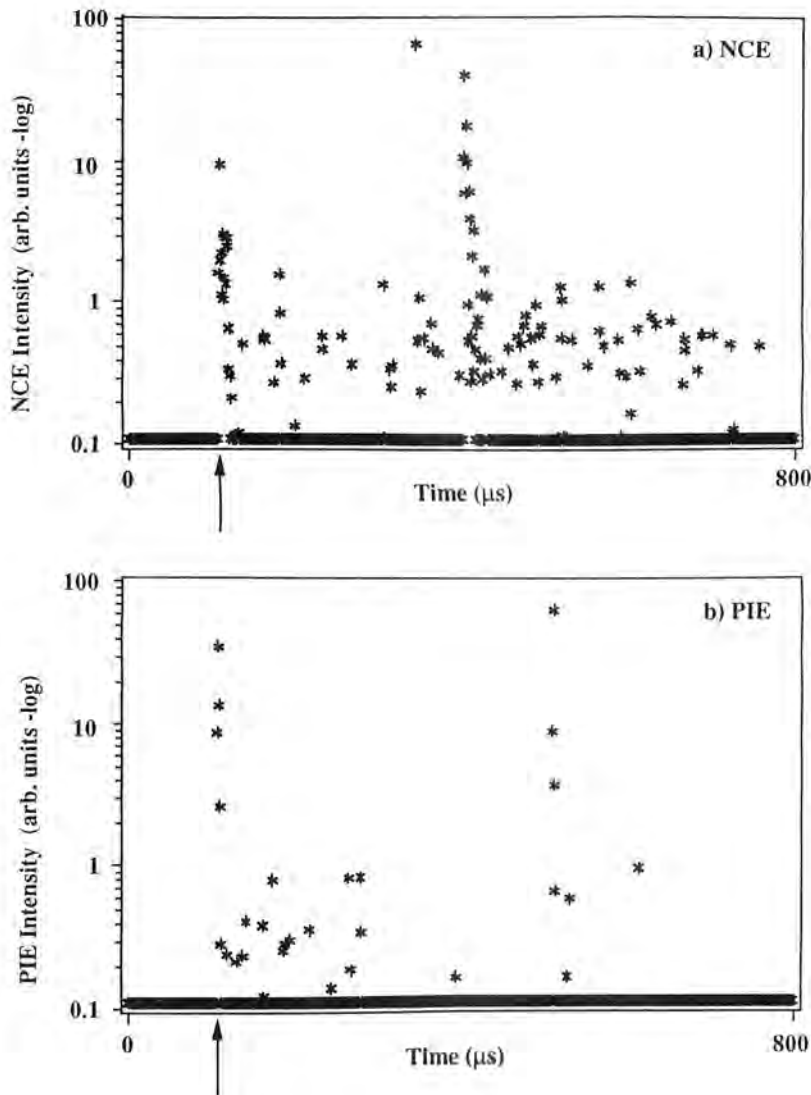 100
a) NCE
10
1
0.1
NCE Intensity (arb. units -log)
0
Time (µs)
800
100
b) PIE
10
1
0.1
PIE Intensity (arb. units -log)
0
Time (µs)
800